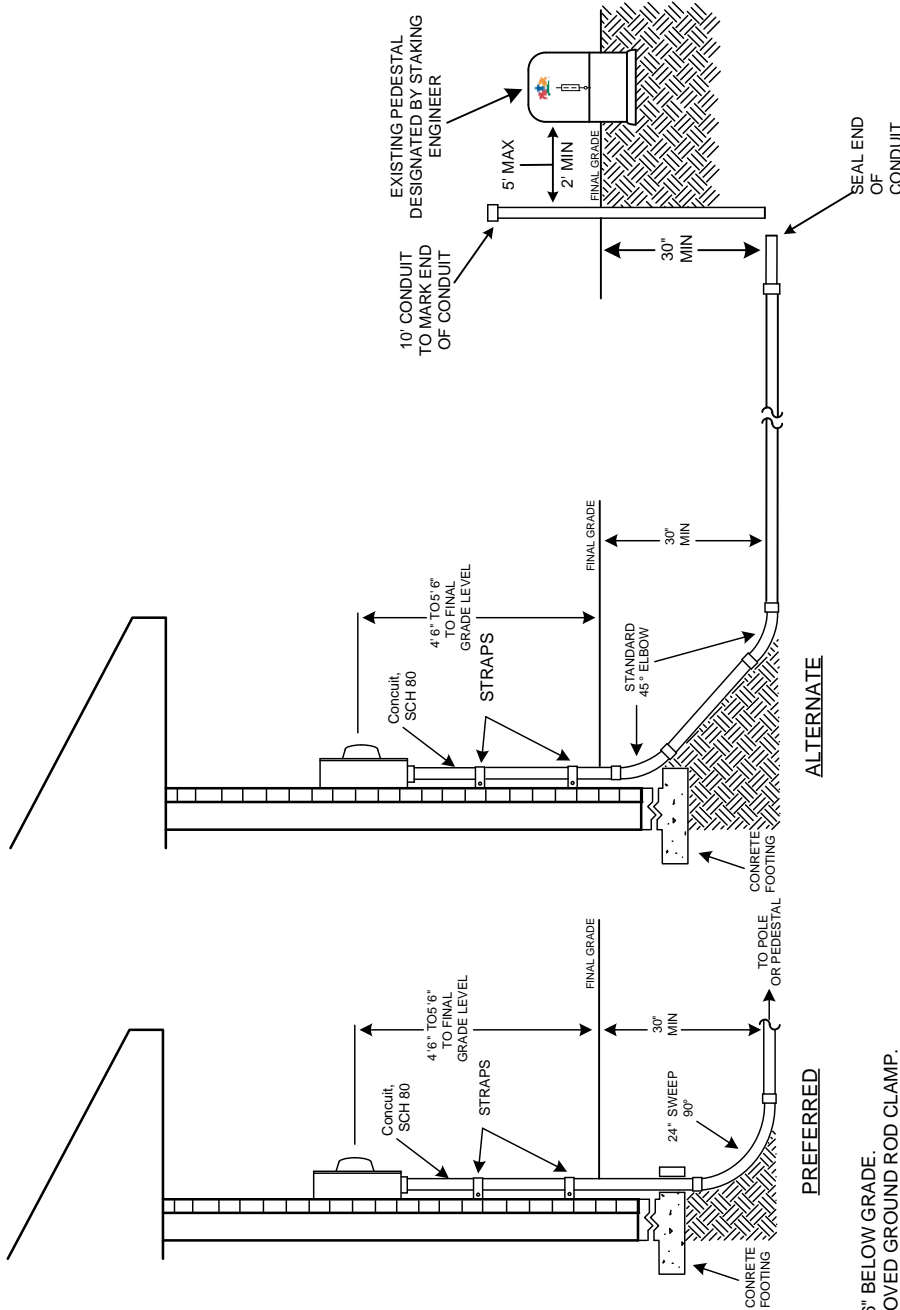 EXISTING PEDESTAL
DESIGNATED BY STAKING
ENGINEER
10' CONDUIT
TO MARK END
OF CONDUIT
5' MAX
2' MIN
FINAL GRADE
30"
MIN
SEAL END
OF
CONDUIT
4'6" TO5'6"
TO FINAL
GRADE LEVEL
Concuit,
SCH 80
STRAPS
FINAL GRADE
30"
MIN
STANDARD
45° ELBOW
CONRETE
FOOTING
ALTERNATE
4'6" TO5'6"
TO FINAL
GRADE LEVEL
Concuit,
SCH 80
STRAPS
FINAL GRADE
30"
MIN
24" SWEEP
90°
TO POLE
OR PEDESTAL
CONRETE
FOOTING
PREFERRED
6" BELOW GRADE.
OVED GROUND ROD CLAMP.